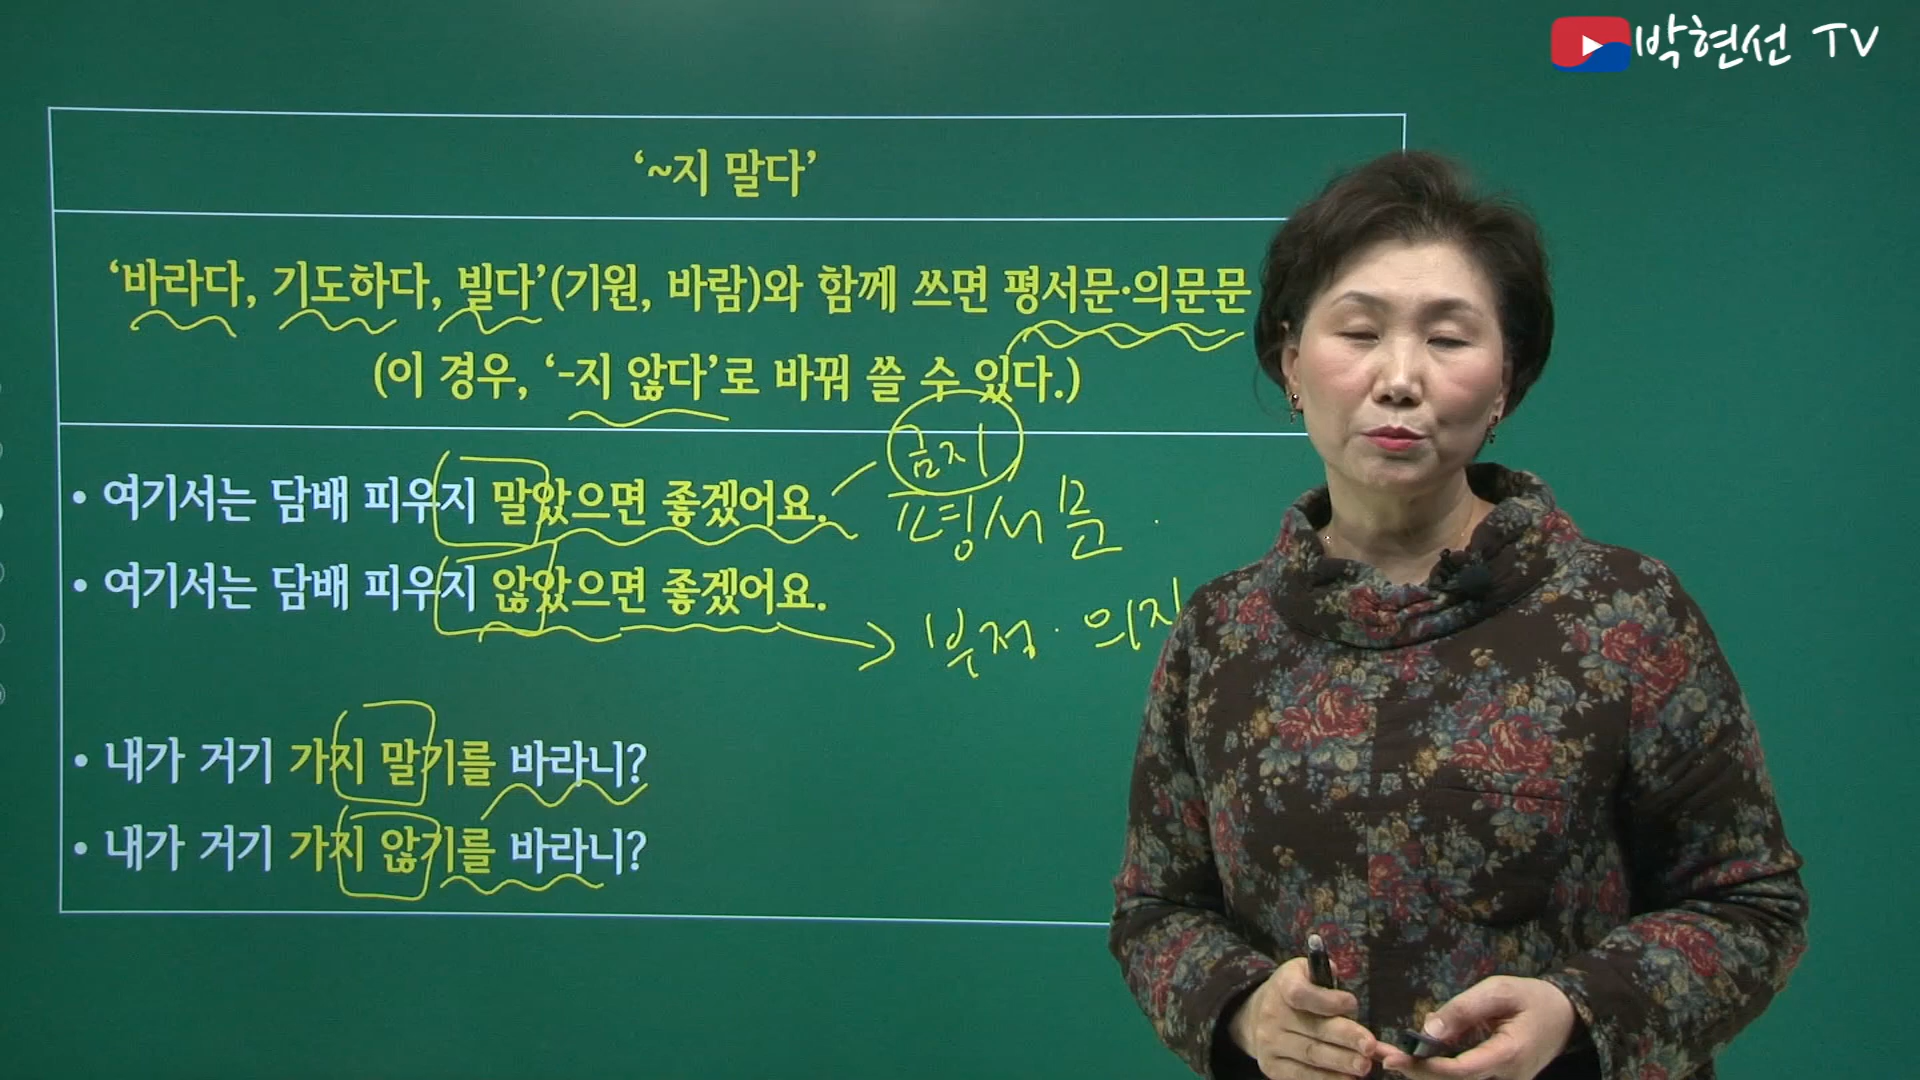 박현선 TV
‘~지 말다’
‘바라다, 기도하다, 빌다’(기원, 바람)와 함께 쓰면 평서문·의문문
(이 경우, ‘-지 않다’로 바꿔 쓸 수 있다.)
금지
• 여기서는 담배 피우지 말았으면 좋겠어요.
평서문.
• 여기서는 담배 피우지 않았으면 좋겠어요.
부정·의지
• 내가 거기 가지 말기를 바라니?
• 내가 거기 가지 않기를 바라니?